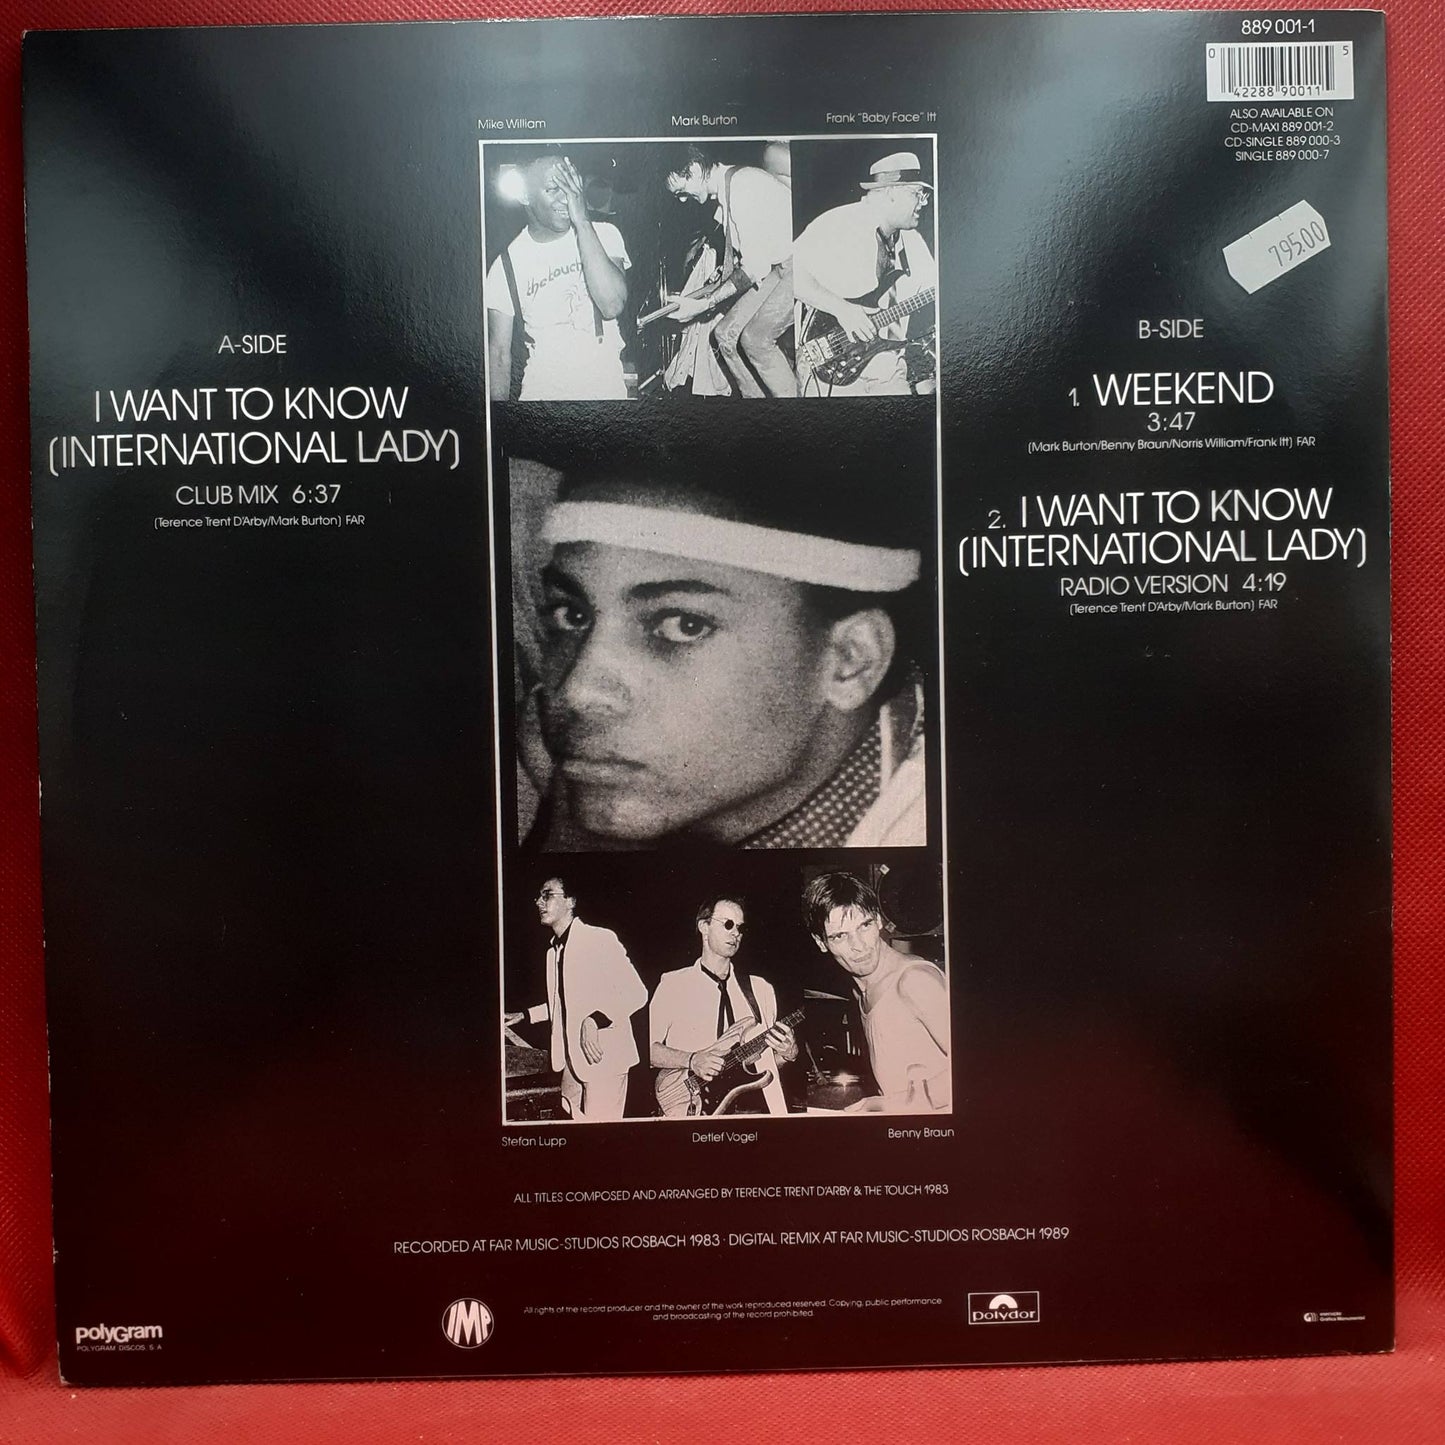 889 001-1
0 5
42288 90011
ALSO AVAILABLE ON
CD-MAXI 889 001-2
CD-SINGLE 889 000-3
SINGLE 889 000-7
795.00
Mike William Mark Burton Frank "Baby Face" Itt
the touch
A-SIDE
I WANT TO KNOW
(INTERNATIONAL LADY)
CLUB MIX 6:37
(Terence Trent D'Arby/Mark Burton) FAR
B-SIDE
1. WEEKEND
3:47
(Mark Burton/Benny Braun/Norris William/Frank Itt) FAR
2. I WANT TO KNOW
(INTERNATIONAL LADY)
RADIO VERSION 4:19
(Terence Trent D'Arby/Mark Burton) FAR
Stefan Lupp Detlef Vogel Benny Braun
ALL TITLES COMPOSED AND ARRANGED BY TERENCE TRENT D'ARBY & THE TOUCH 1983
RECORDED AT FAR MUSIC-STUDIOS ROSBACH 1983 · DIGITAL REMIX AT FAR MUSIC-STUDIOS ROSBACH 1989
PolyGram
POLYGRAM DISCOS, S.A.
IMP
All rights of the record producer and the owner of the work reproduced reserved. Copying, public performance
and broadcasting of the record prohibited.
polydor
Gráfica Monumental